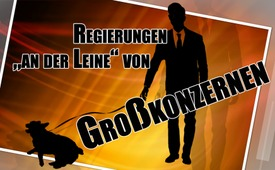 Regierungen
„an der Leine“ von
Großkonzernen